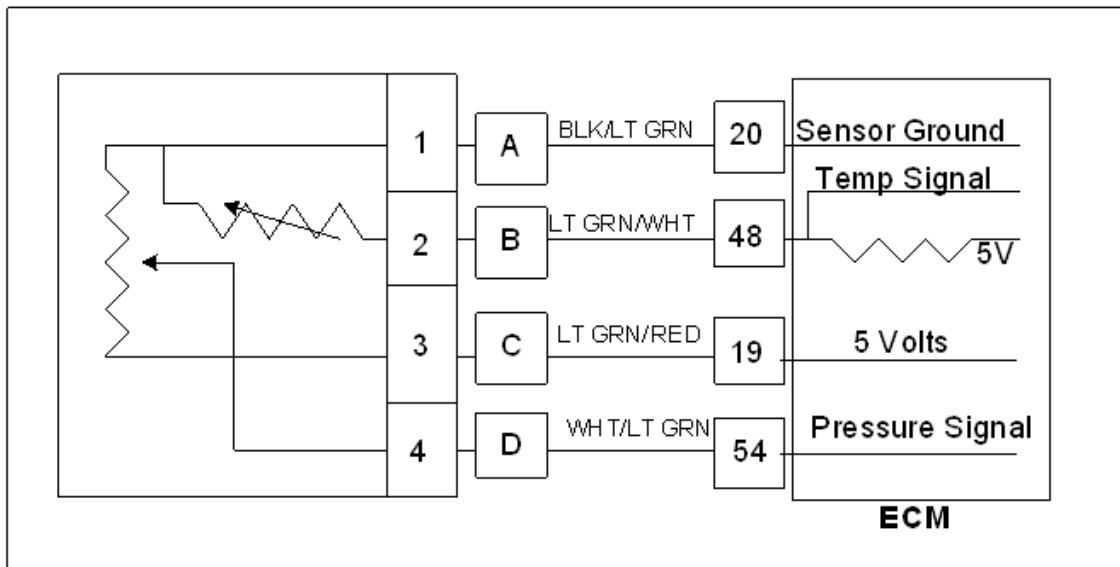 1 A BLK/LT GRN 20 Sensor Ground
Temp Signal
2 B LT GRN/WHT 48 5V
3 C LT GRN/RED 19 5 Volts
4 D WHT/LT GRN 54 Pressure Signal
ECM